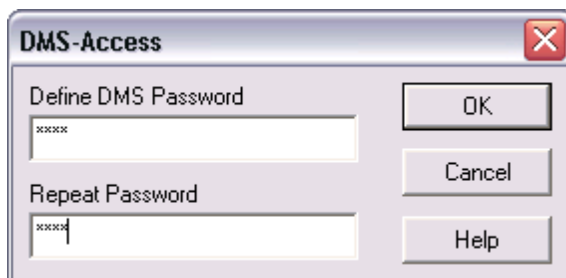 DMS-Access
Define DMS Password
****
OK
Cancel
Repeat Password
****
Help